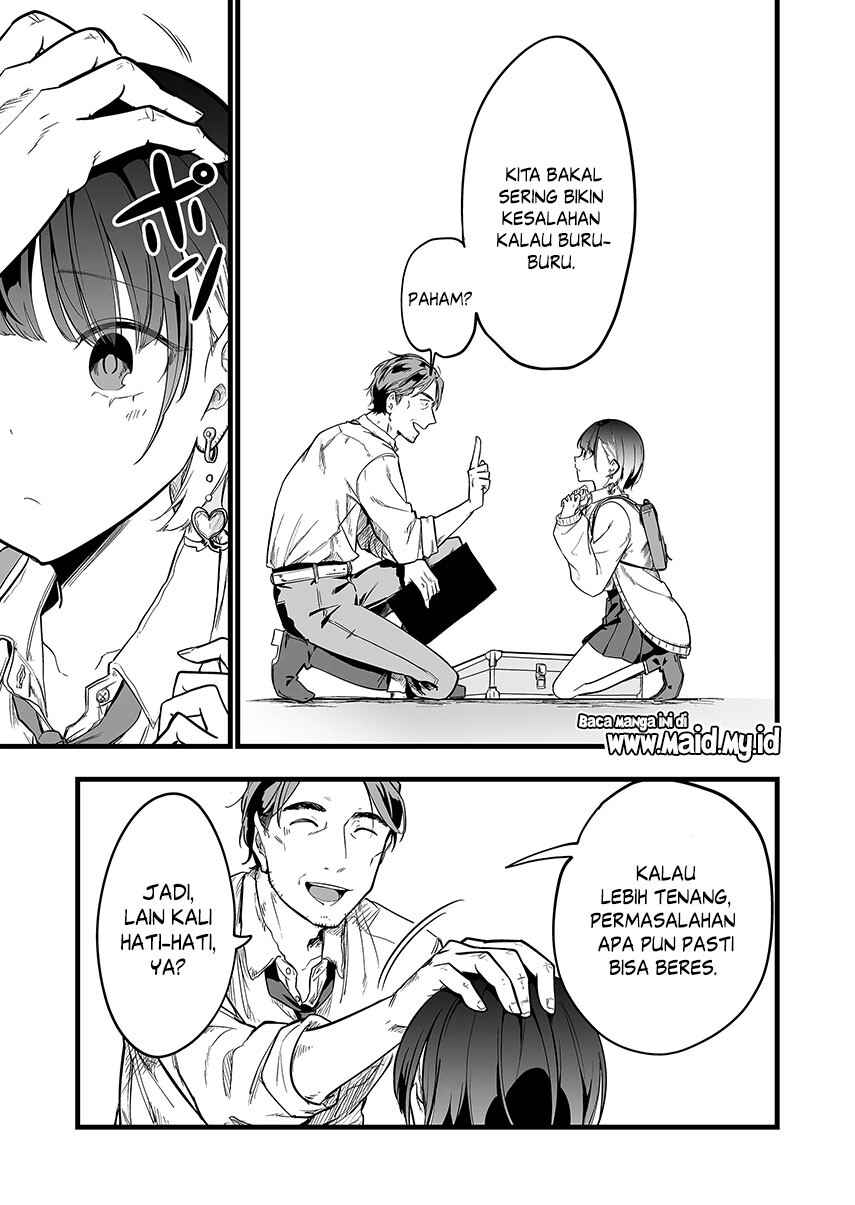 KITA BAKAL
SERING BIKIN
KESALAHAN
KALAU BURU-
BURU.
PAHAM?
ポン
BACA MANGA INI DI
WWW.MAID.MY.ID
KALAU
LEBIH TENANG,
PERMASALAHAN
APA PUN PASTI
BISA BERES.
JADI,
LAIN KALI
HATI-HATI,
YA?